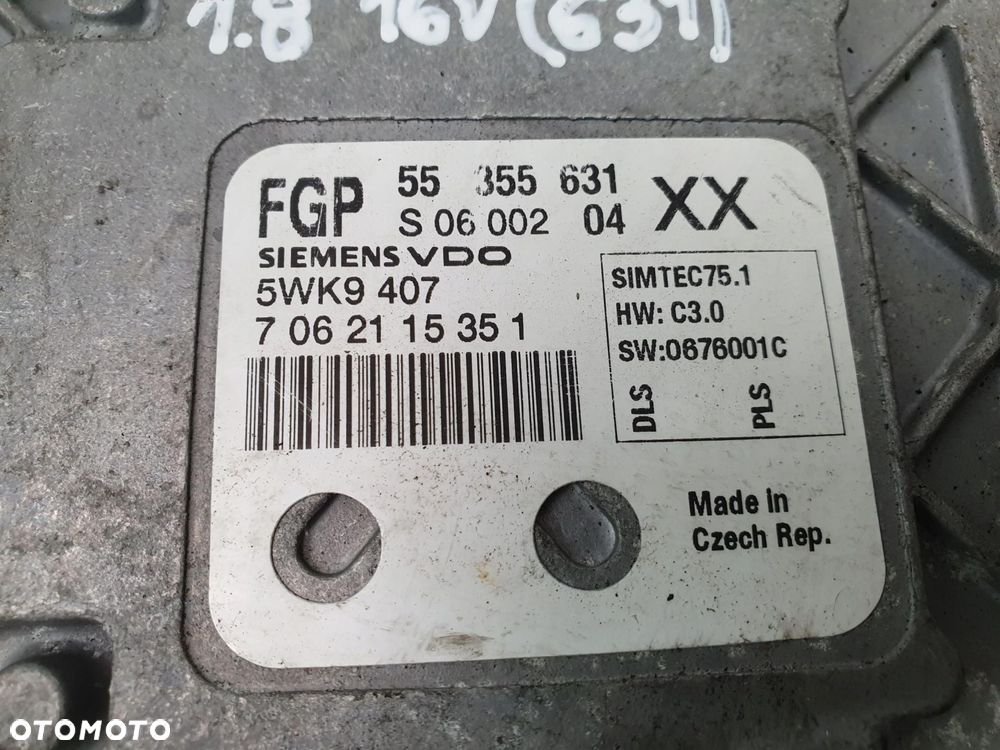 1.8 16V (631)
FGP 55 355 631 XX
S 06 002 04
SIEMENS VDO
5WK9 407
7 06 21 15 35 1
SIMTEC75.1
HW: C3.0
SW:0676001C
DLS PLS
Made in
Czech Rep.
OTOMOTO